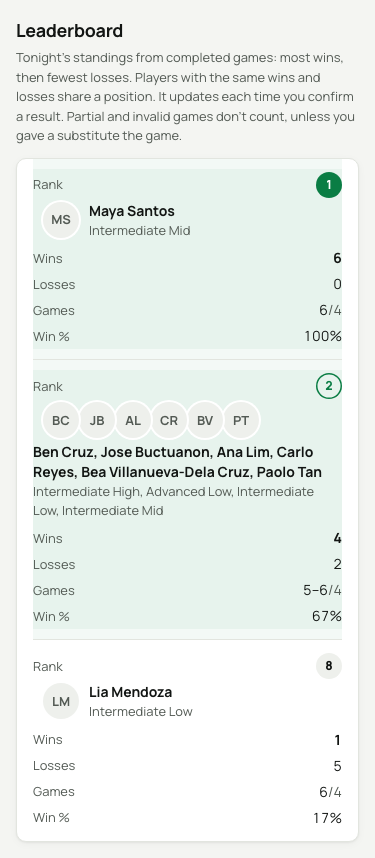 Leaderboard
Tonight's standings from completed games: most wins,
then fewest losses. Players with the same wins and
losses share a position. It updates each time you confirm
a result. Partial and invalid games don't count, unless you
gave a substitute the game.
Rank 1
MS Maya Santos
Intermediate Mid
Wins 6
Losses 0
Games 6/4
Win % 100%
Rank 2
BC JB AL CR BV PT
Ben Cruz, Jose Buctuanon, Ana Lim, Carlo
Reyes, Bea Villanueva-Dela Cruz, Paolo Tan
Intermediate High, Advanced Low, Intermediate
Low, Intermediate Mid
Wins 4
Losses 2
Games 5–6/4
Win % 67%
Rank 8
LM Lia Mendoza
Intermediate Low
Wins 1
Losses 5
Games 6/4
Win % 17%